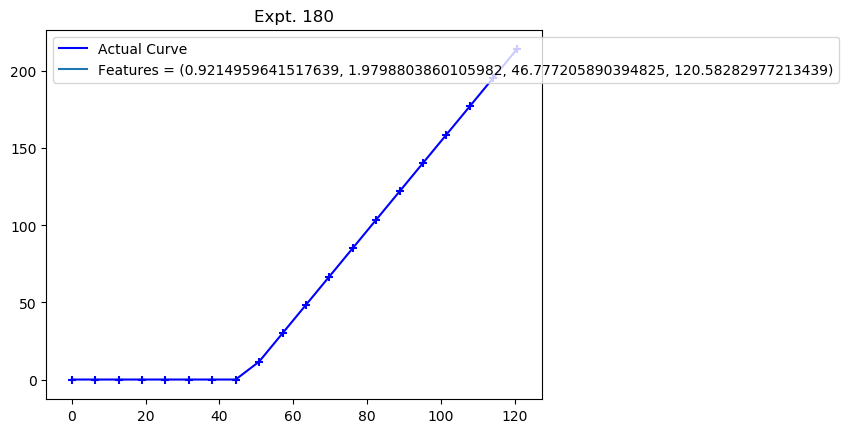 Expt. 180
Actual Curve
Features = (0.9214959641517639, 1.9798803860105982, 46.777205890394825, 120.58282977213439)
200
150
100
50
0
0 20 40 60 80 100 120